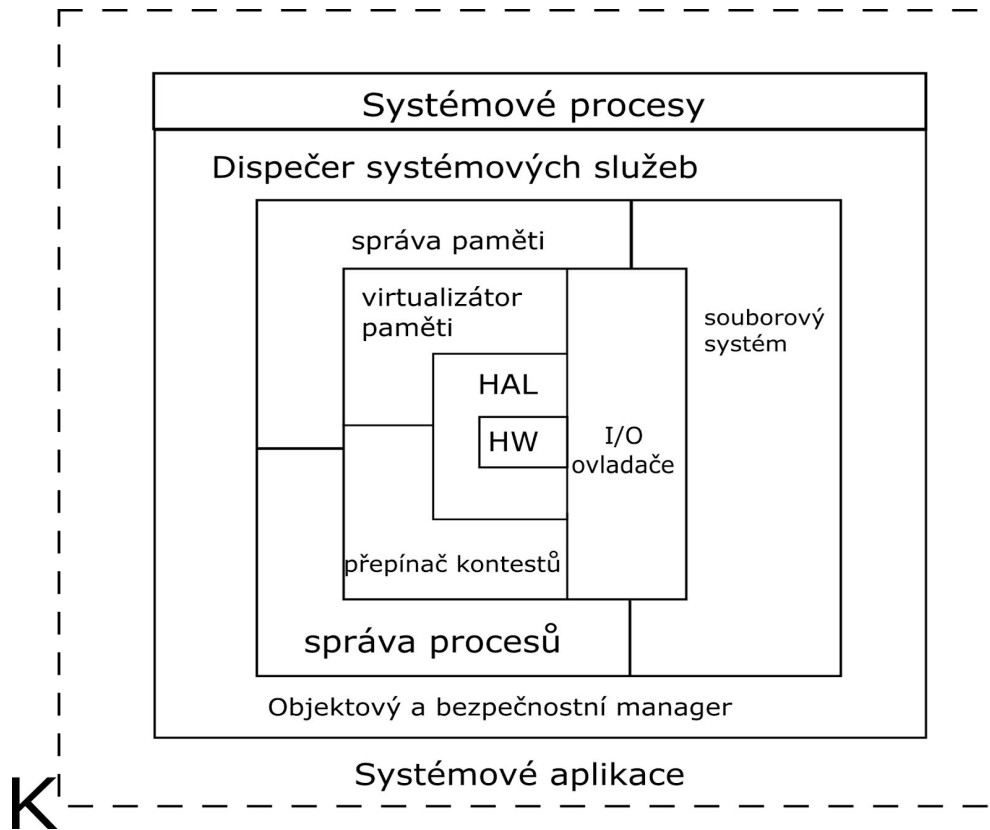 Systémové procesy
Dispečer systémových služeb
správa paměti
virtualizátor
paměti
souborový
systém
HAL
HW
I/O
ovladače
přepínač kontestů
správa procesů
Objektový a bezpečnostní manager
Systémové aplikace
K